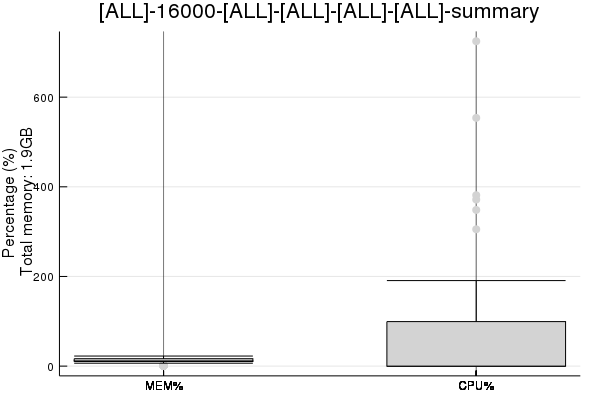 [ALL]-16000-[ALL]-[ALL]-[ALL]-[ALL]-summary
Percentage (%)
Total memory: 1.9GB
600
400
200
0
MEM%
CPU%